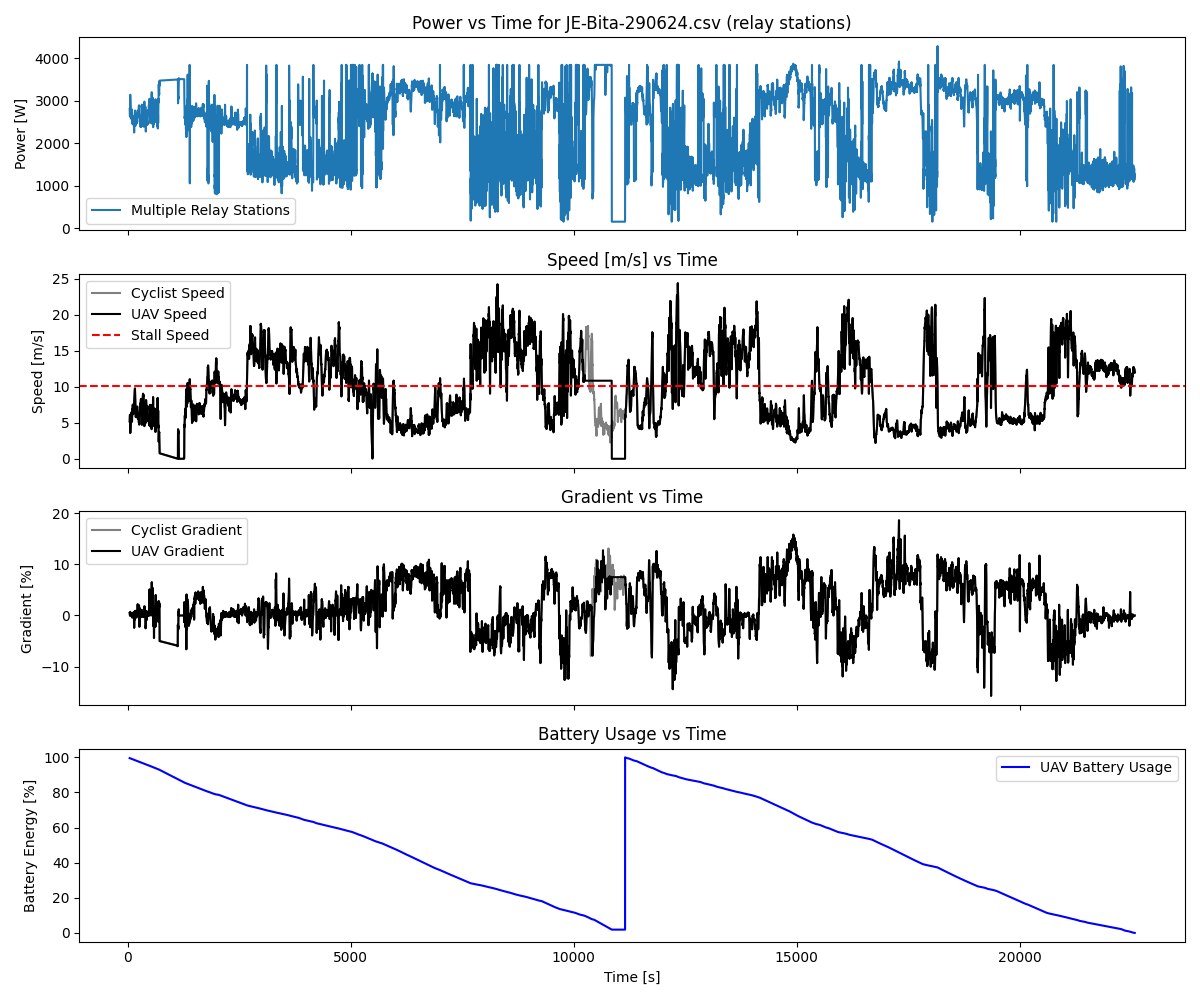 Power vs Time for JE-Bita-290624.csv (relay stations)
4000
3000
2000
1000
0
Power [W]
Multiple Relay Stations
Speed [m/s] vs Time
25
20
15
10
5
0
Speed [m/s]
Cyclist Speed
UAV Speed
Stall Speed
Gradient vs Time
20
10
0
−10
Gradient [%]
Cyclist Gradient
UAV Gradient
Battery Usage vs Time
100
80
60
40
20
0
Battery Energy [%]
UAV Battery Usage
0 5000 10000 15000 20000
Time [s]